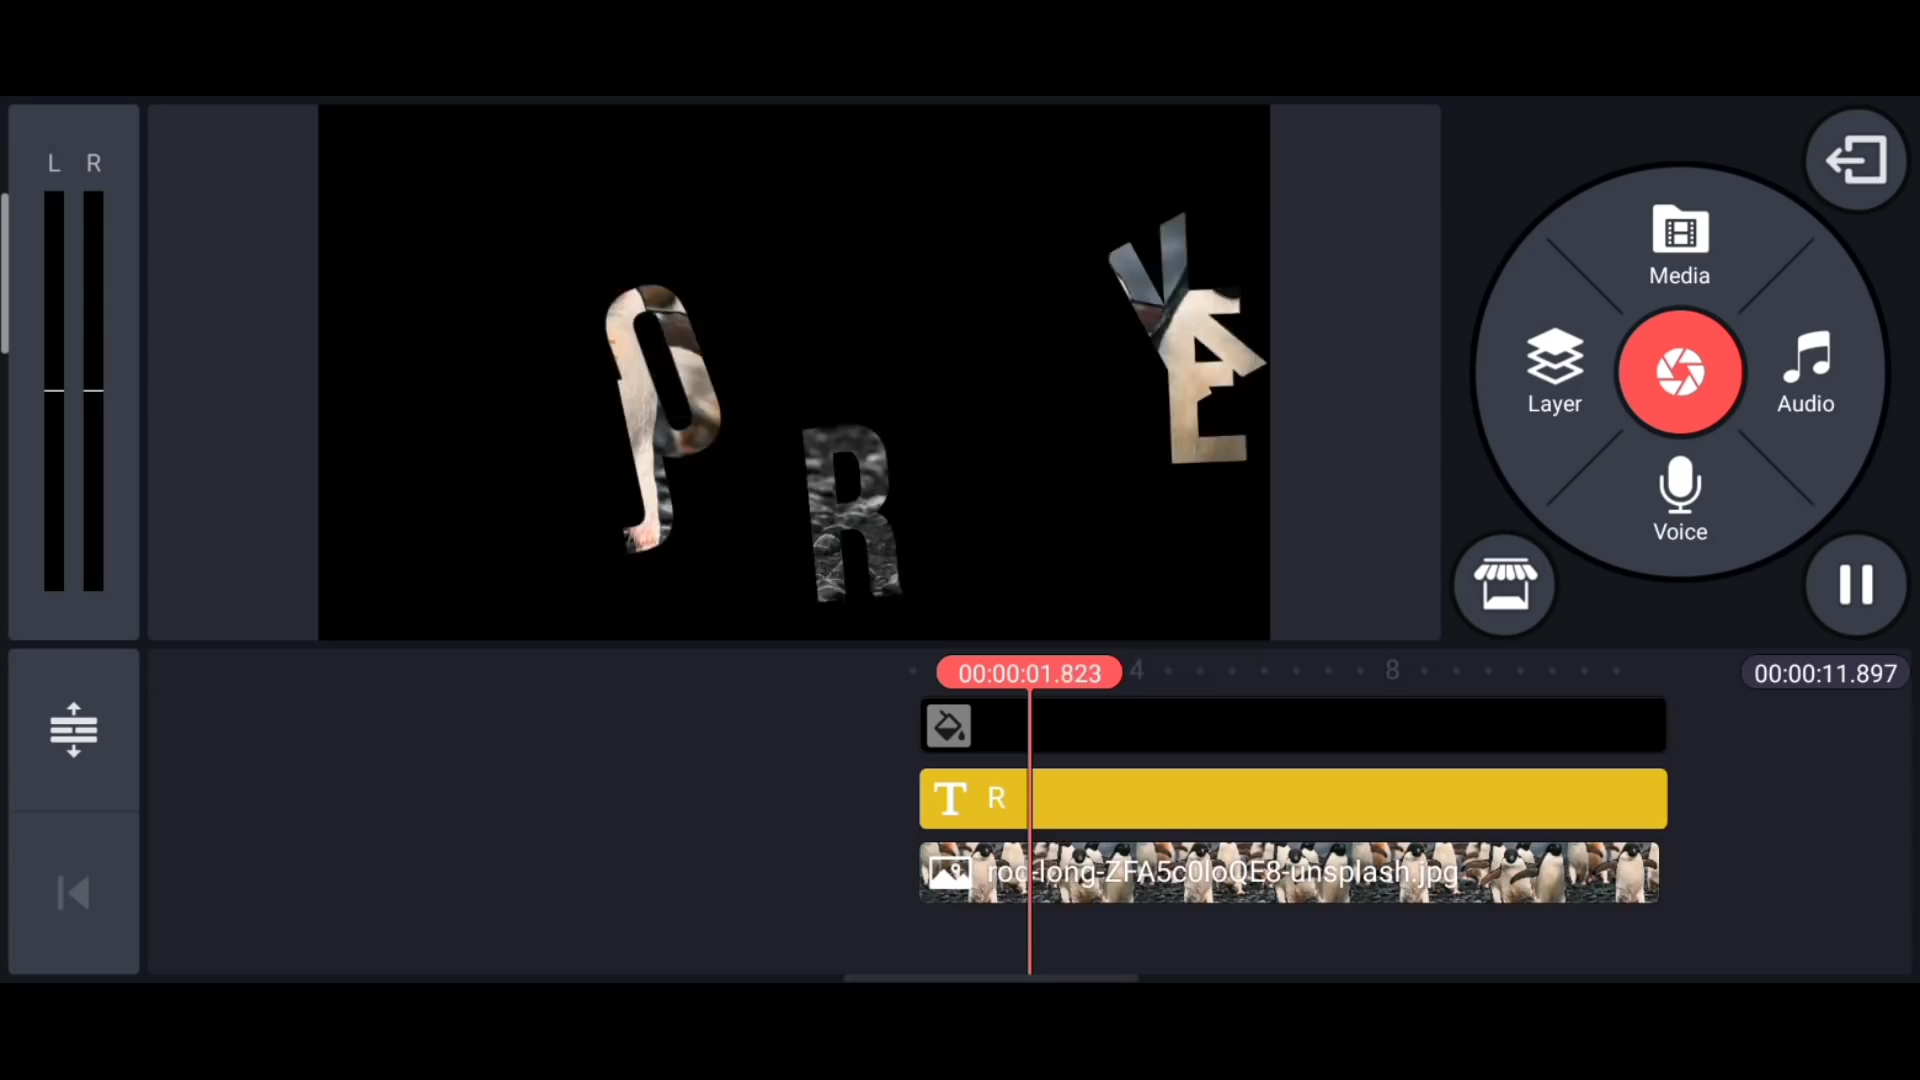 L R
P
R
Y
E
Media
Layer
Audio
Voice
00:00:01.823
4
8
00:00:11.897
T R
roc-long-ZFA5c0loQE8-unsplash.jpg